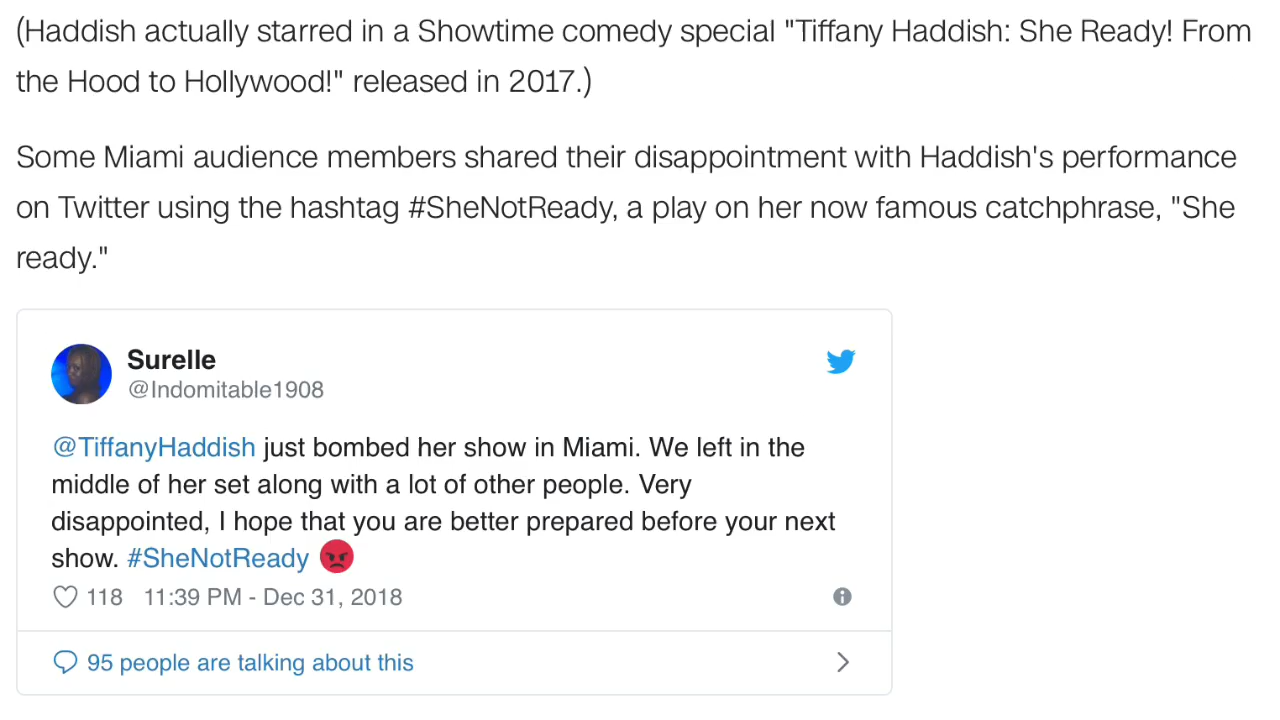 (Haddish actually starred in a Showtime comedy special "Tiffany Haddish: She Ready! From
the Hood to Hollywood!" released in 2017.)
Some Miami audience members shared their disappointment with Haddish's performance
on Twitter using the hashtag #SheNotReady, a play on her now famous catchphrase, "She
ready."
Surelle
@Indomitable1908
@TiffanyHaddish just bombed her show in Miami. We left in the
middle of her set along with a lot of other people. Very
disappointed, I hope that you are better prepared before your next
show. #SheNotReady 😡
118 11:39 PM - Dec 31, 2018
95 people are talking about this